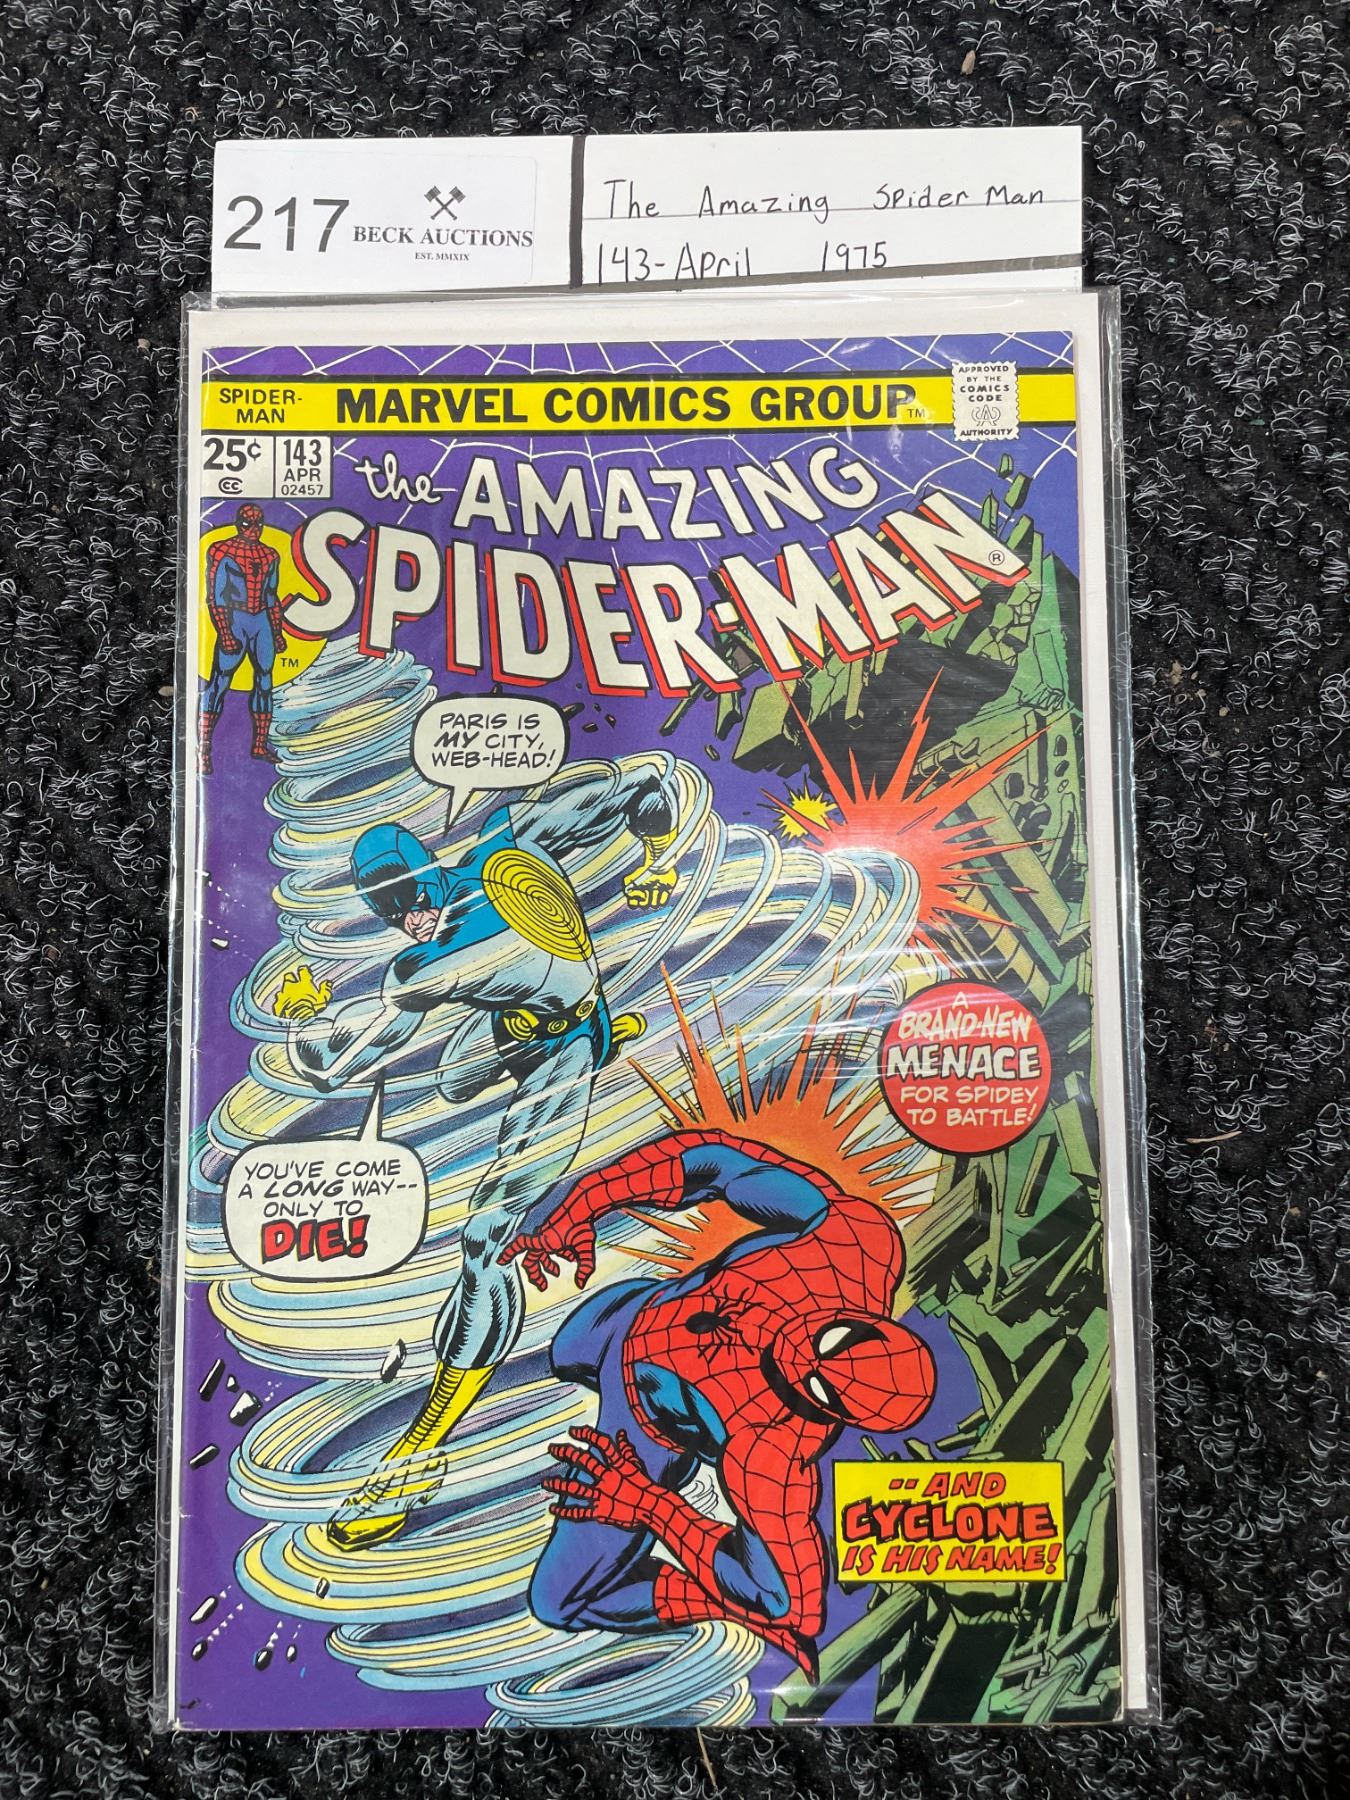 217
BECK AUCTIONS
EST. MMXIX
The Amazing Spider Man
143-April 1975
SPIDER-
MAN
MARVEL COMICS GROUP TM
APPROVED
BY THE
COMICS
CODE
CA
AUTHORITY
25¢
CC
143
APR
02457
the AMAZING
SPIDER-MAN ®
TM
PARIS IS
MY CITY,
WEB-HEAD!
A
BRAND-NEW
MENACE
FOR SPIDEY
TO BATTLE!
YOU'VE COME
A LONG WAY--
ONLY TO
DIE!
--AND
CYCLONE
IS HIS NAME!